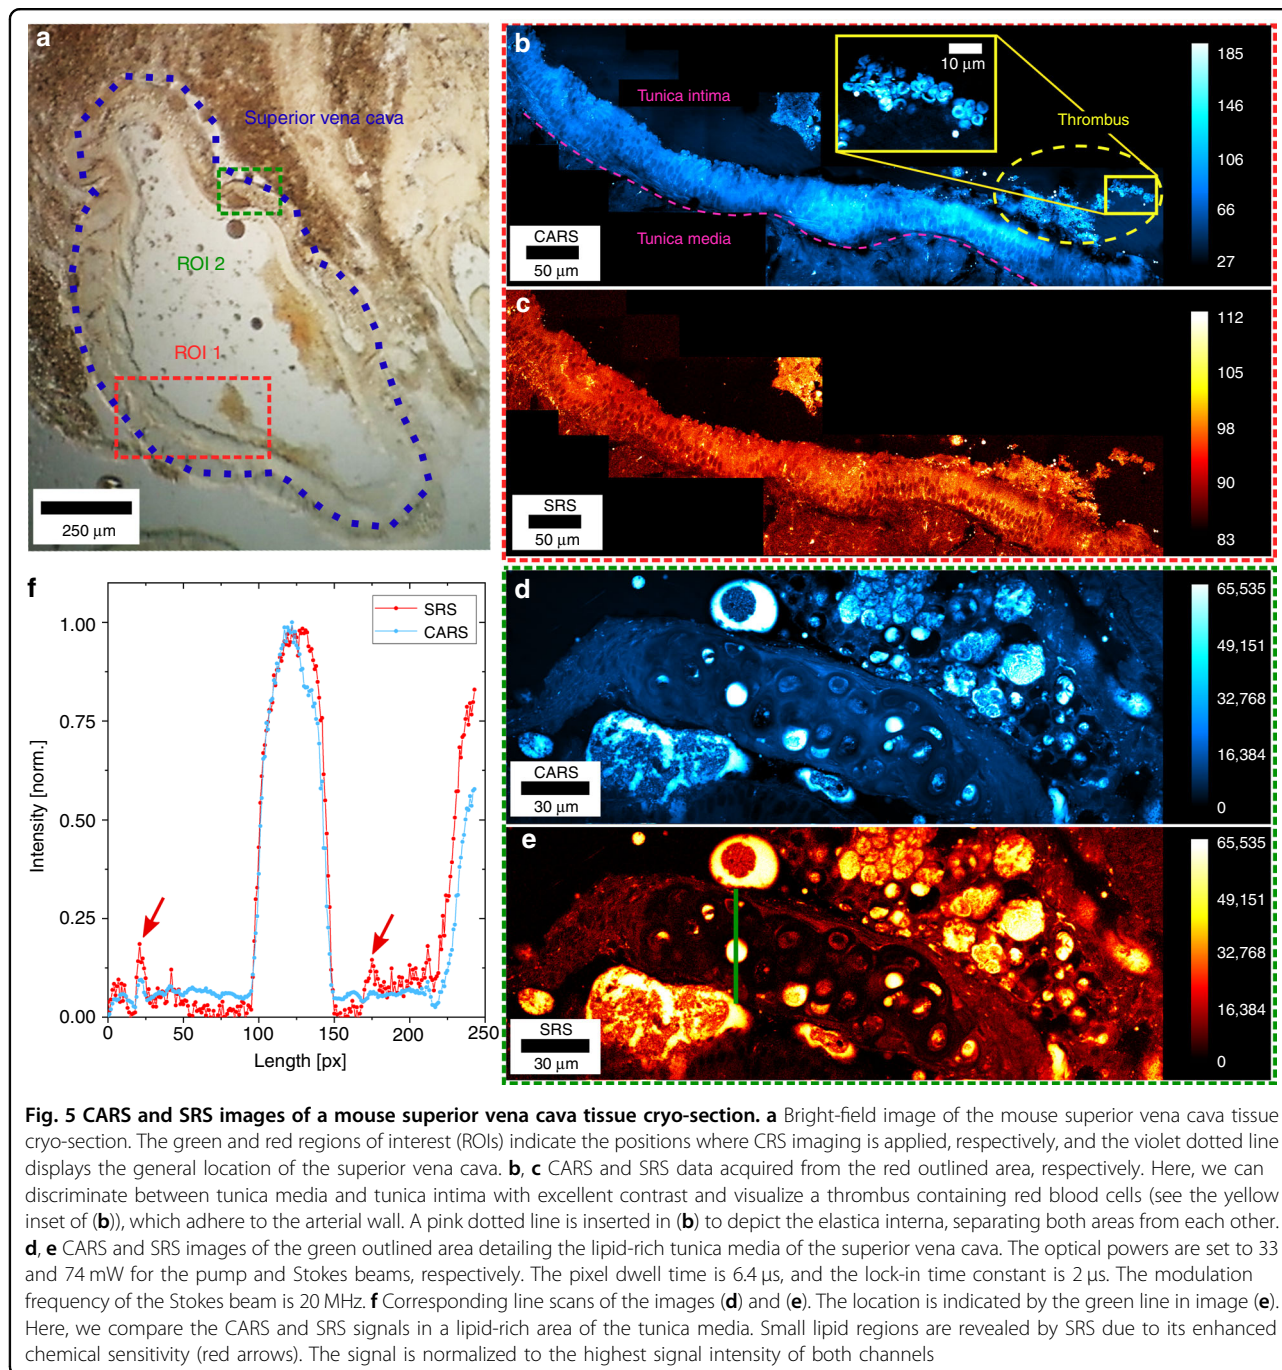 a
Superior vena cava
ROI 2
ROI 1
250 µm
b
Tunica intima
10 µm
Thrombus
Tunica media
CARS
50 µm
185
146
106
66
27
c
SRS
50 µm
112
105
98
90
83
d
CARS
30 µm
65,535
49,151
32,768
16,384
0
e
SRS
30 µm
65,535
49,151
32,768
16,384
0
f
SRS
CARS
Intensity [norm.]
1.00
0.75
0.50
0.25
0.00
0
50
100
150
200
250
Length [px]
Fig. 5 CARS and SRS images of a mouse superior vena cava tissue cryo-section. a Bright-field image of the mouse superior vena cava tissue
cryo-section. The green and red regions of interest (ROIs) indicate the positions where CRS imaging is applied, respectively, and the violet dotted line
displays the general location of the superior vena cava. b, c CARS and SRS data acquired from the red outlined area, respectively. Here, we can
discriminate between tunica media and tunica intima with excellent contrast and visualize a thrombus containing red blood cells (see the yellow
inset of (b)), which adhere to the arterial wall. A pink dotted line is inserted in (b) to depict the elastica interna, separating both areas from each other.
d, e CARS and SRS images of the green outlined area detailing the lipid-rich tunica media of the superior vena cava. The optical powers are set to 33
and 74 mW for the pump and Stokes beams, respectively. The pixel dwell time is 6.4 µs, and the lock-in time constant is 2 µs. The modulation
frequency of the Stokes beam is 20 MHz. f Corresponding line scans of the images (d) and (e). The location is indicated by the green line in image (e).
Here, we compare the CARS and SRS signals in a lipid-rich area of the tunica media. Small lipid regions are revealed by SRS due to its enhanced
chemical sensitivity (red arrows). The signal is normalized to the highest signal intensity of both channels